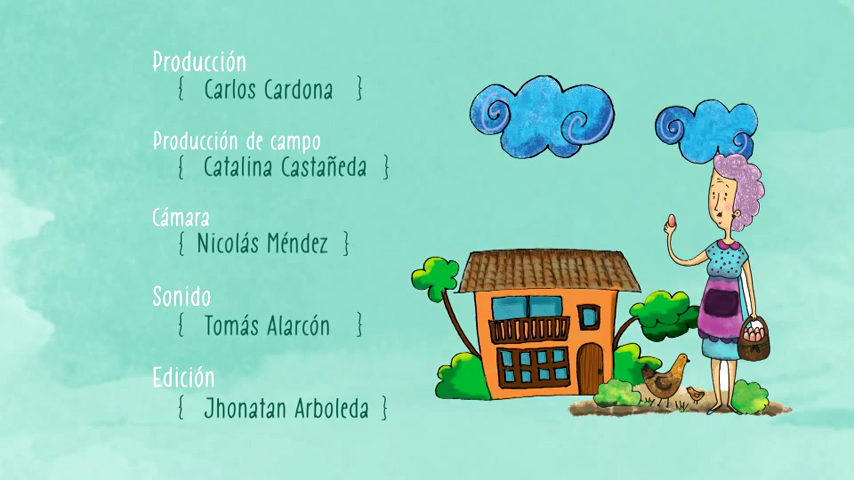 Producción
{ Carlos Cardona }
Producción de campo
{ Catalina Castañeda }
Cámara
{ Nicolás Méndez }
Sonido
{ Tomás Alarcón }
Edición
{ Jhonatan Arboleda }